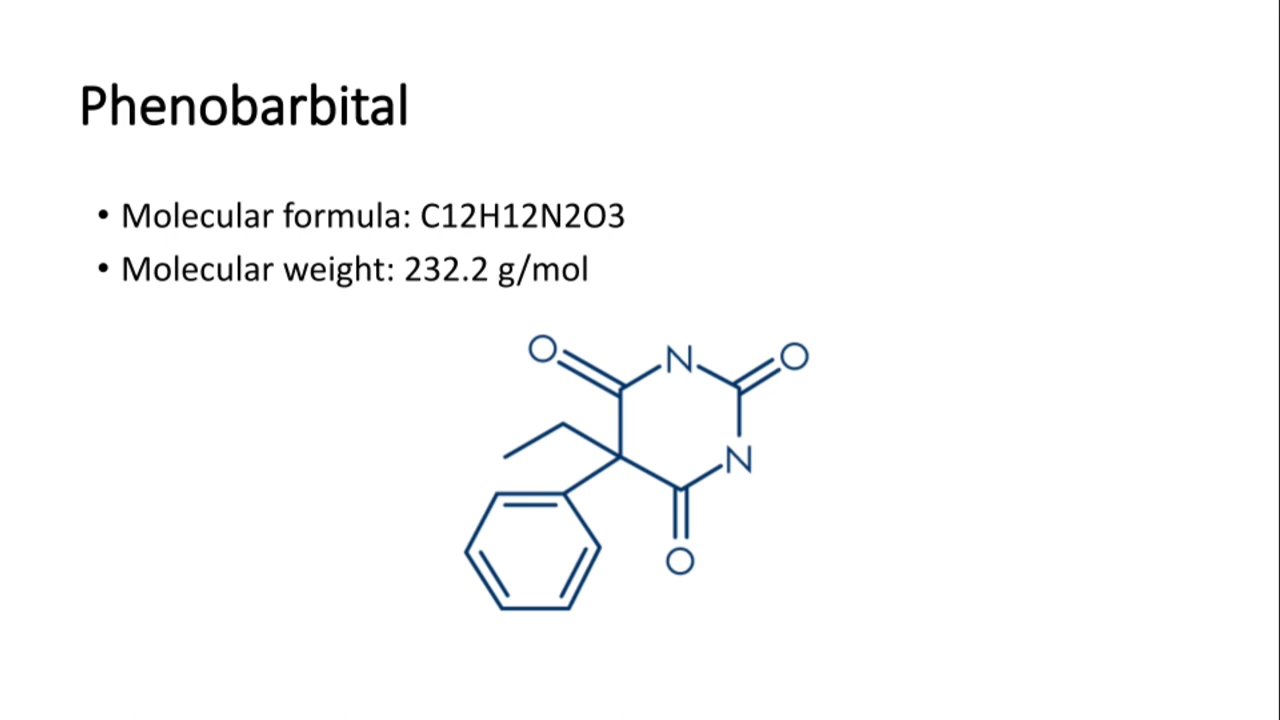 Phenobarbital
• Molecular formula: C12H12N2O3
• Molecular weight: 232.2 g/mol
O N O
N
O